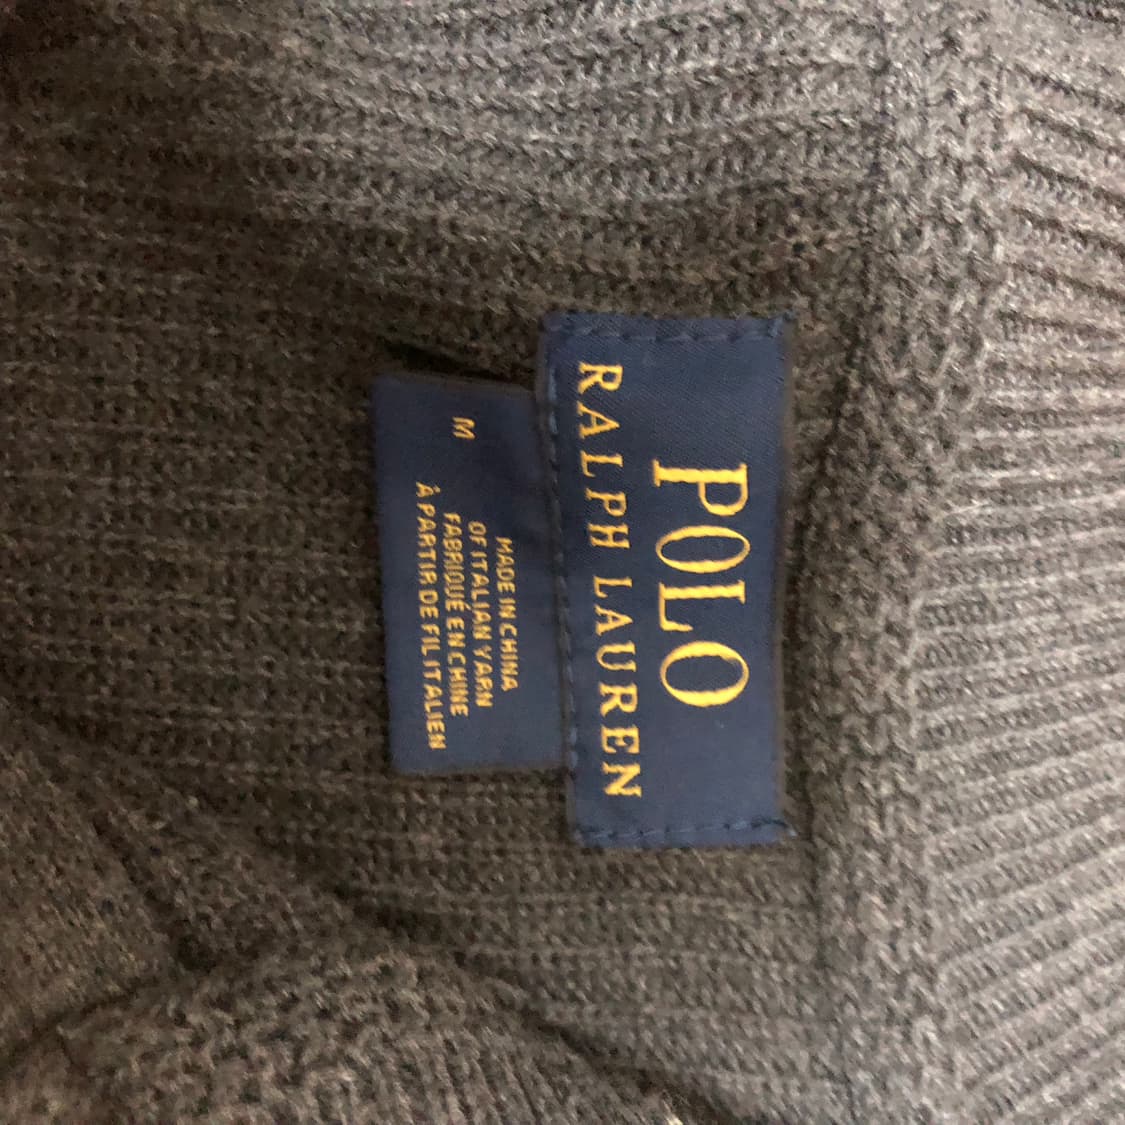 POLO
RALPH LAUREN
M
MADE IN CHINA
OF ITALIAN YARN
FABRIQUÉ EN CHINE
À PARTIR DE FIL ITALIEN